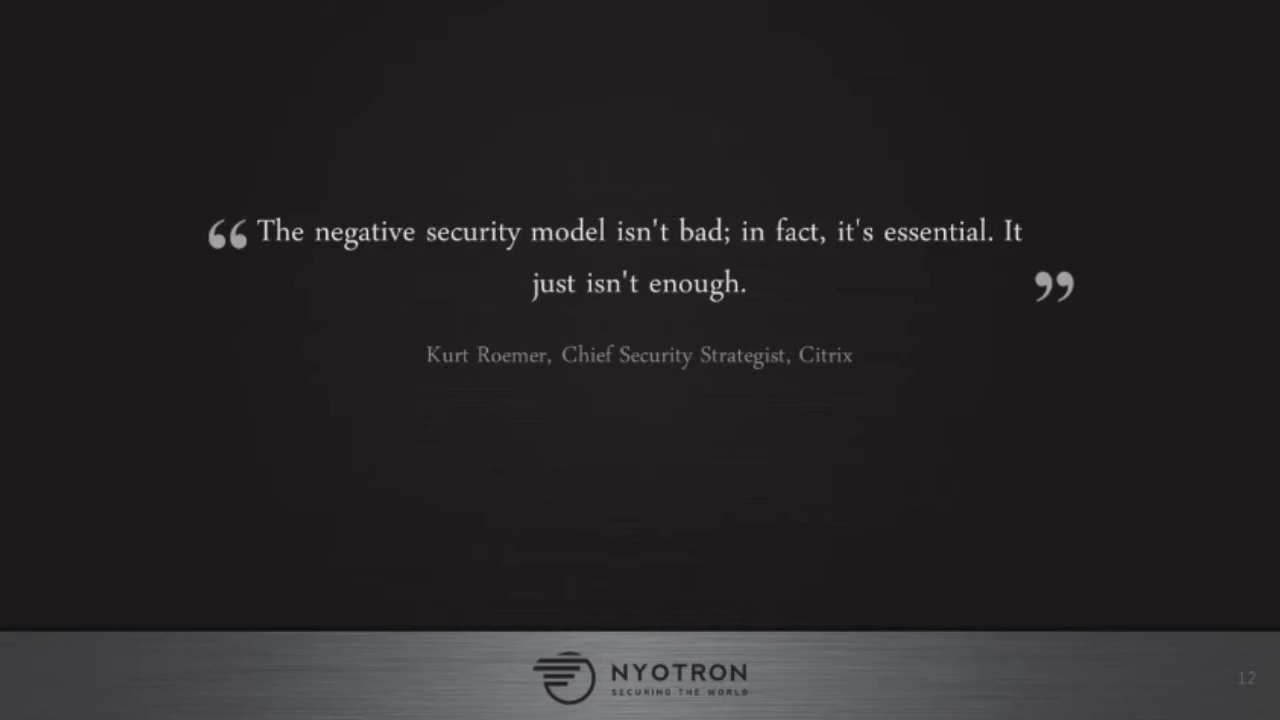 “The negative security model isn't bad; in fact, it's essential. It
just isn't enough.”
Kurt Roemer, Chief Security Strategist, Citrix
NYOTRON
SECURING THE WORLD
12